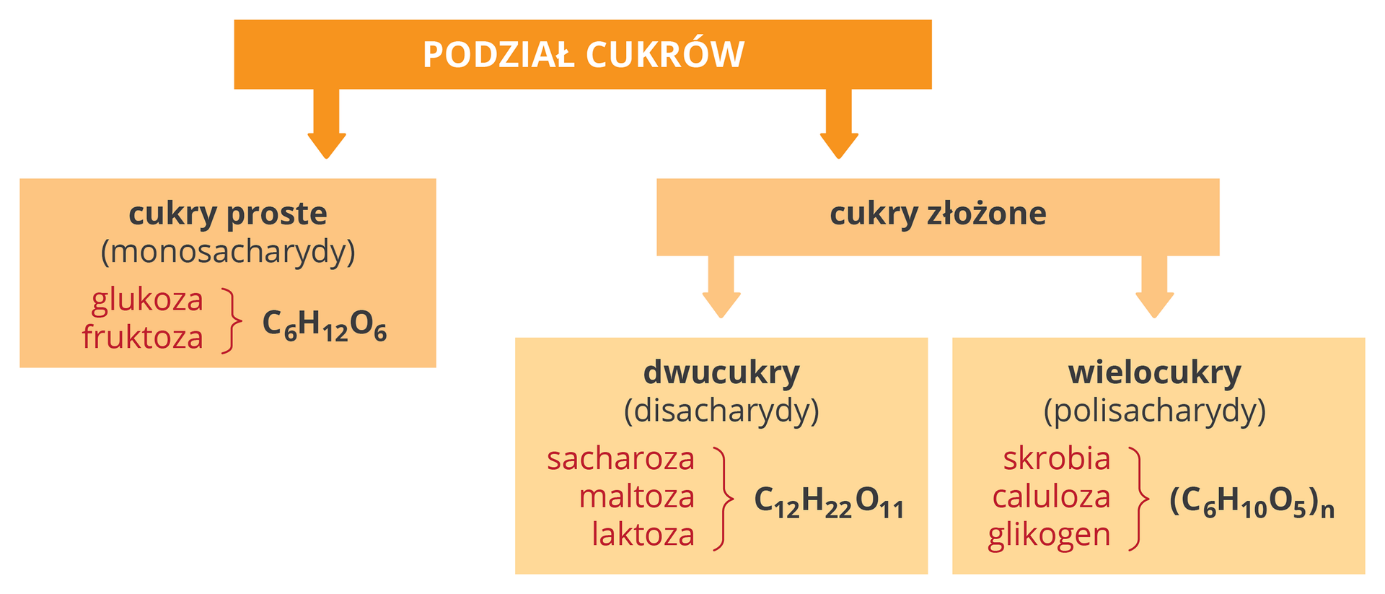 PODZIAŁ CUKRÓW
cukry proste
(monosacharydy)
glukoza
fruktoza
C₆H₁₂O₆
cukry złożone
dwucukry
(disacharydy)
sacharoza
maltoza
laktoza
C₁₂H₂₂O₁₁
wielocukry
(polisacharydy)
skrobia
caluloza
glikogen
(C₆H₁₀O₅)ₙ